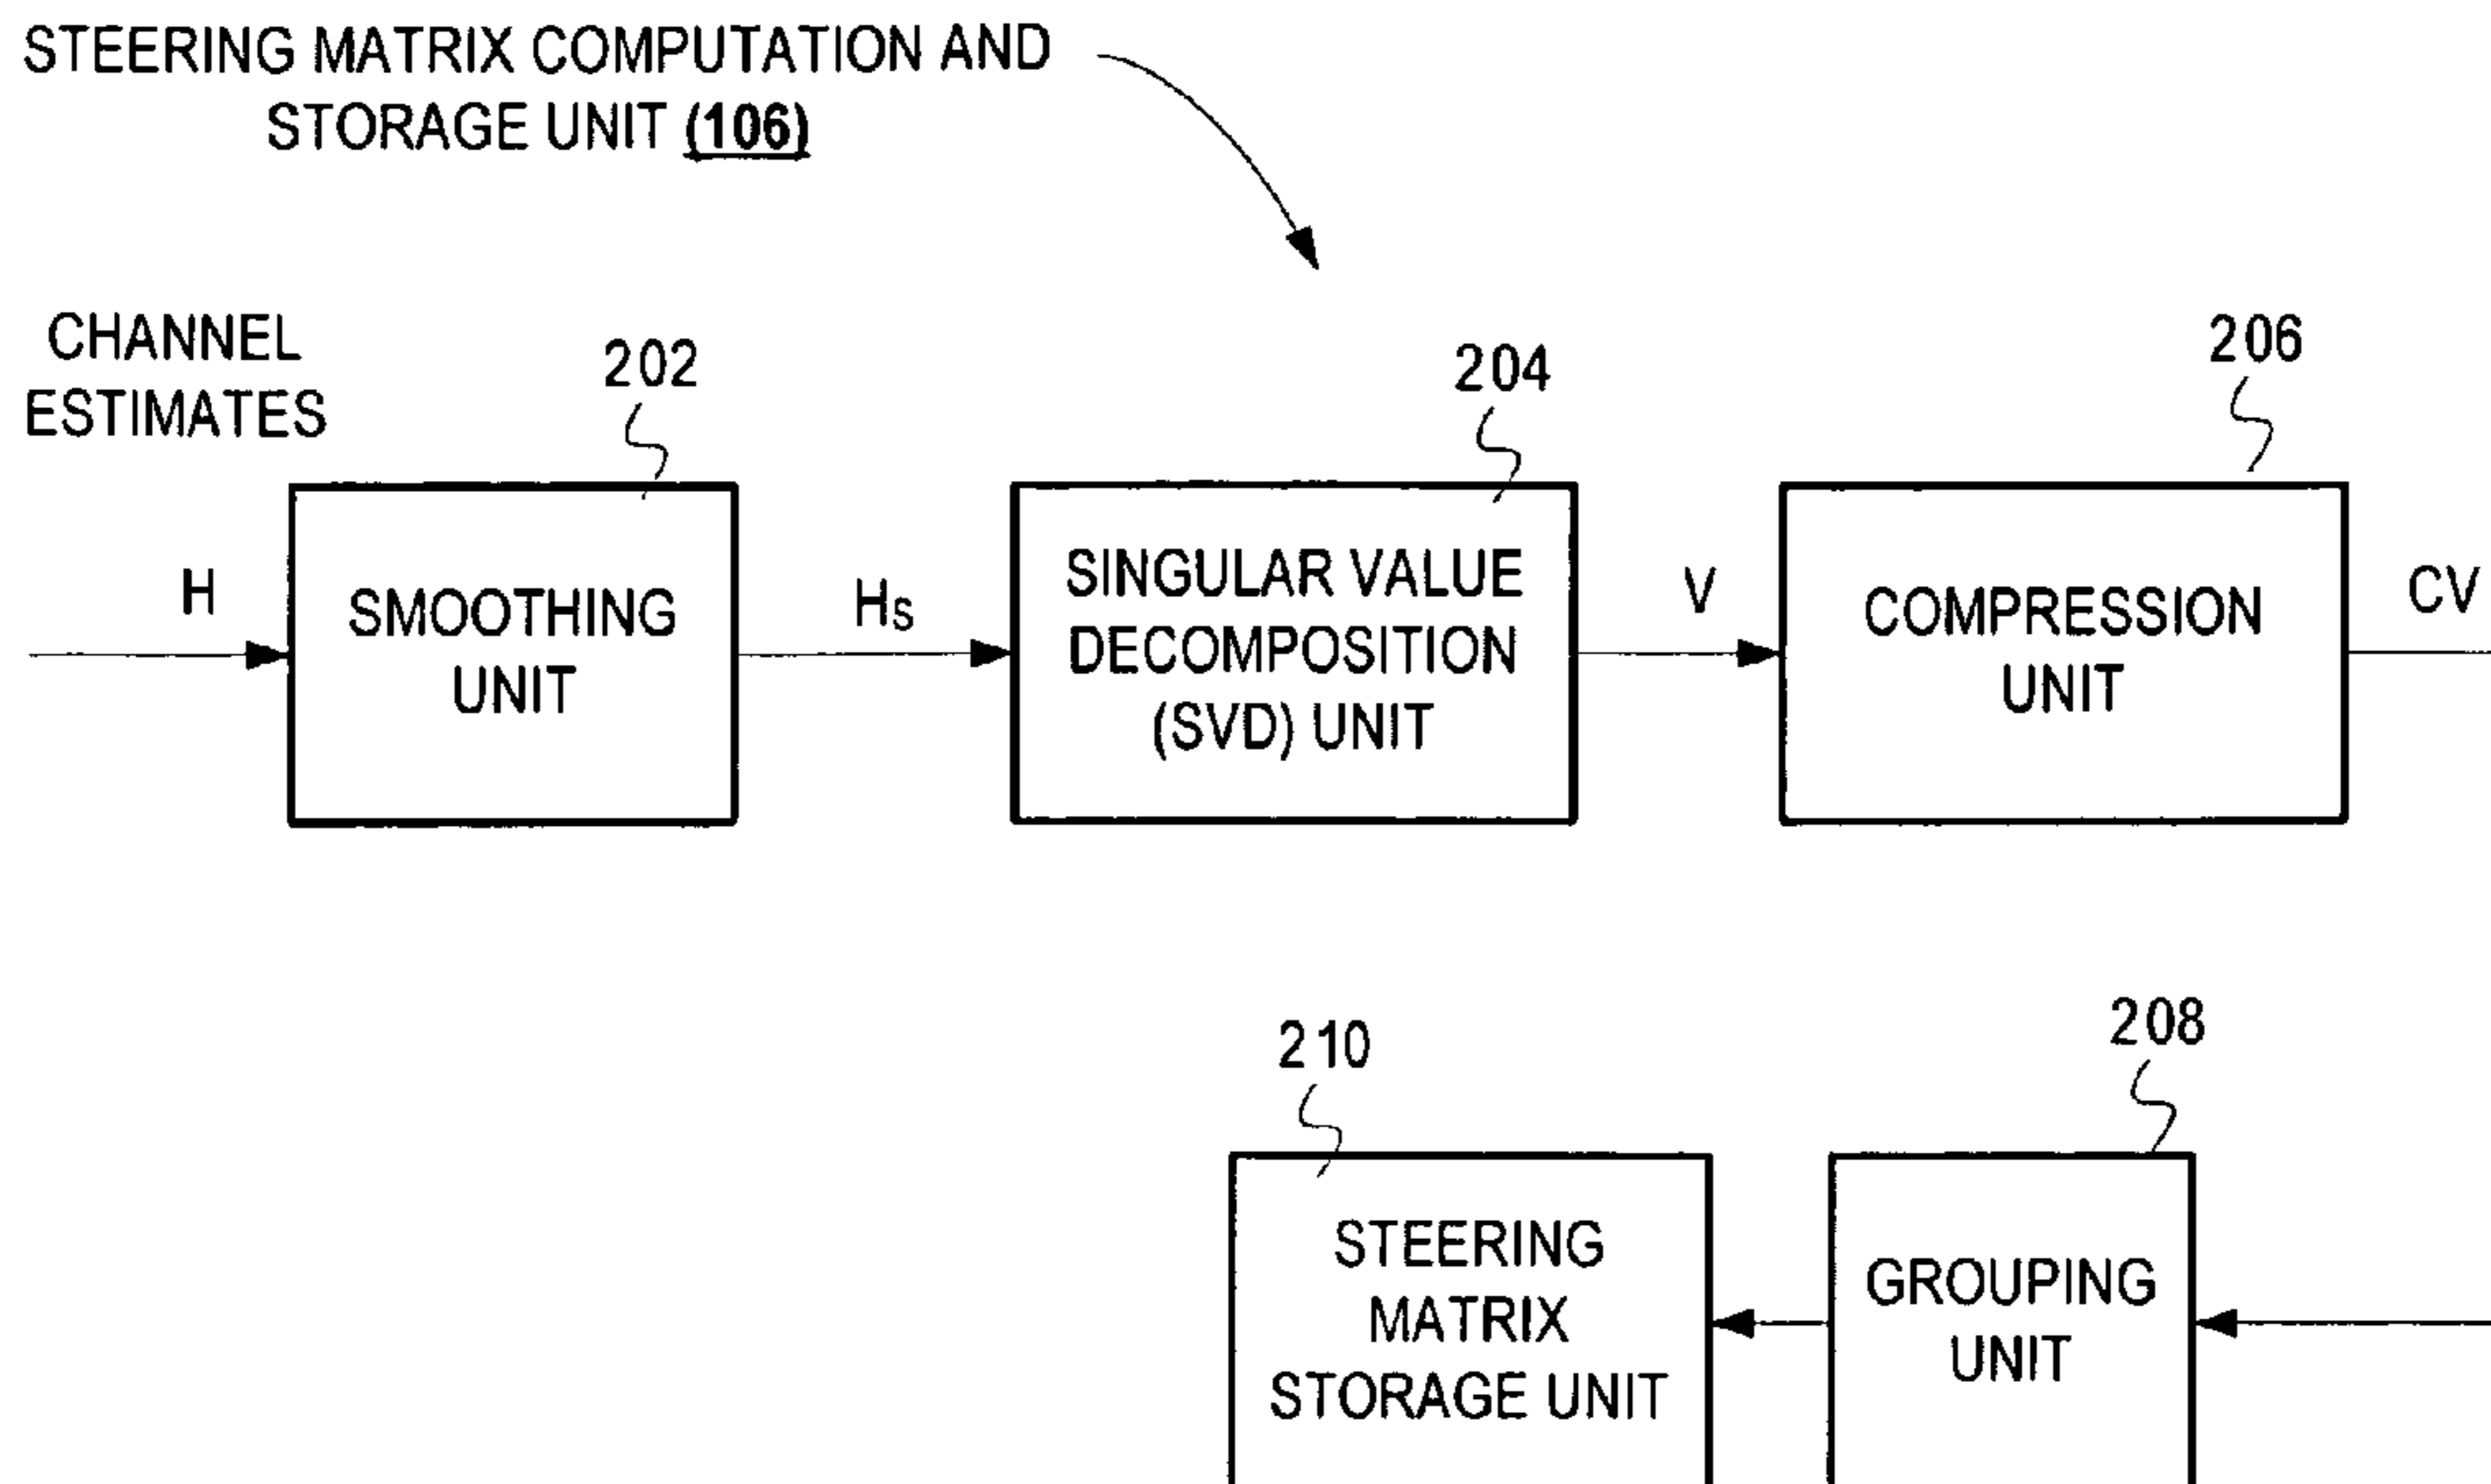 STEERING MATRIX COMPUTATION AND
STORAGE UNIT (106)
CHANNEL
ESTIMATES
202
204
206
H
SMOOTHING
UNIT
Hs
SINGULAR VALUE
DECOMPOSITION
(SVD) UNIT
V
COMPRESSION
UNIT
CV
210
208
STEERING
MATRIX
STORAGE UNIT
GROUPING
UNIT